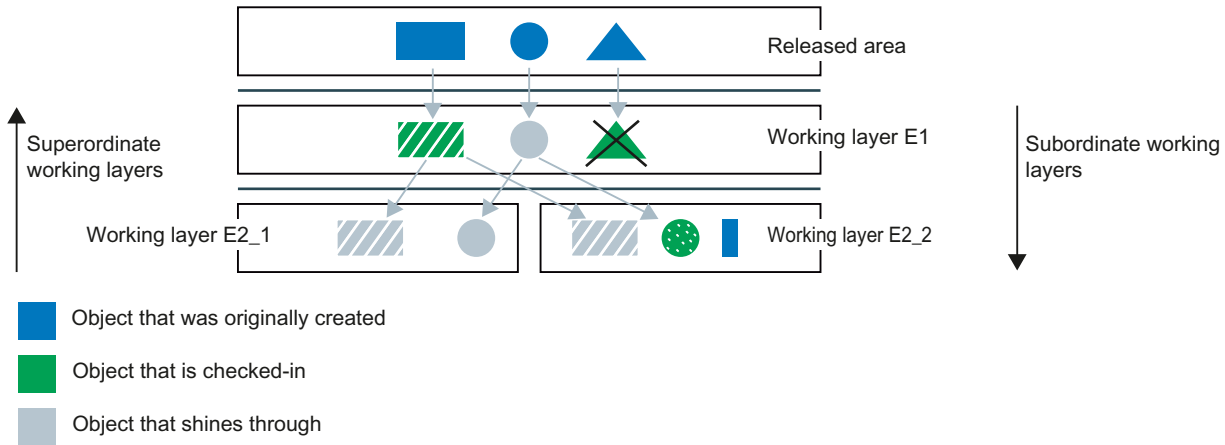 Released area
Superordinate
working layers
Working layer E1
Subordinate working
layers
Working layer E2_1
Working layer E2_2
Object that was originally created
Object that is checked-in
Object that shines through